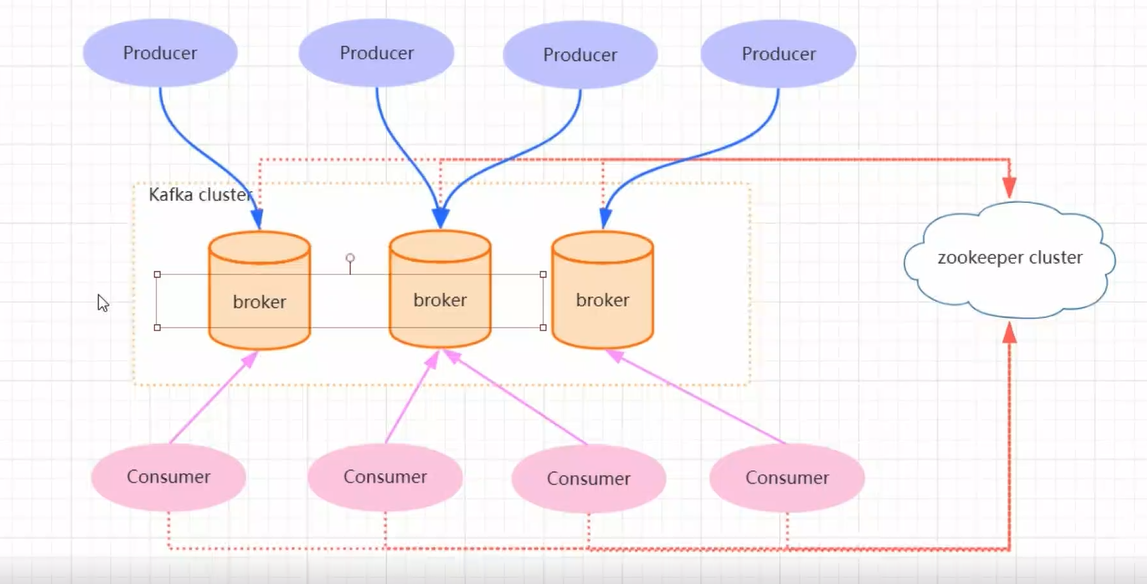 Producer
Producer
Producer
Producer
Kafka cluster
broker
broker
broker
zookeeper cluster
Consumer
Consumer
Consumer
Consumer